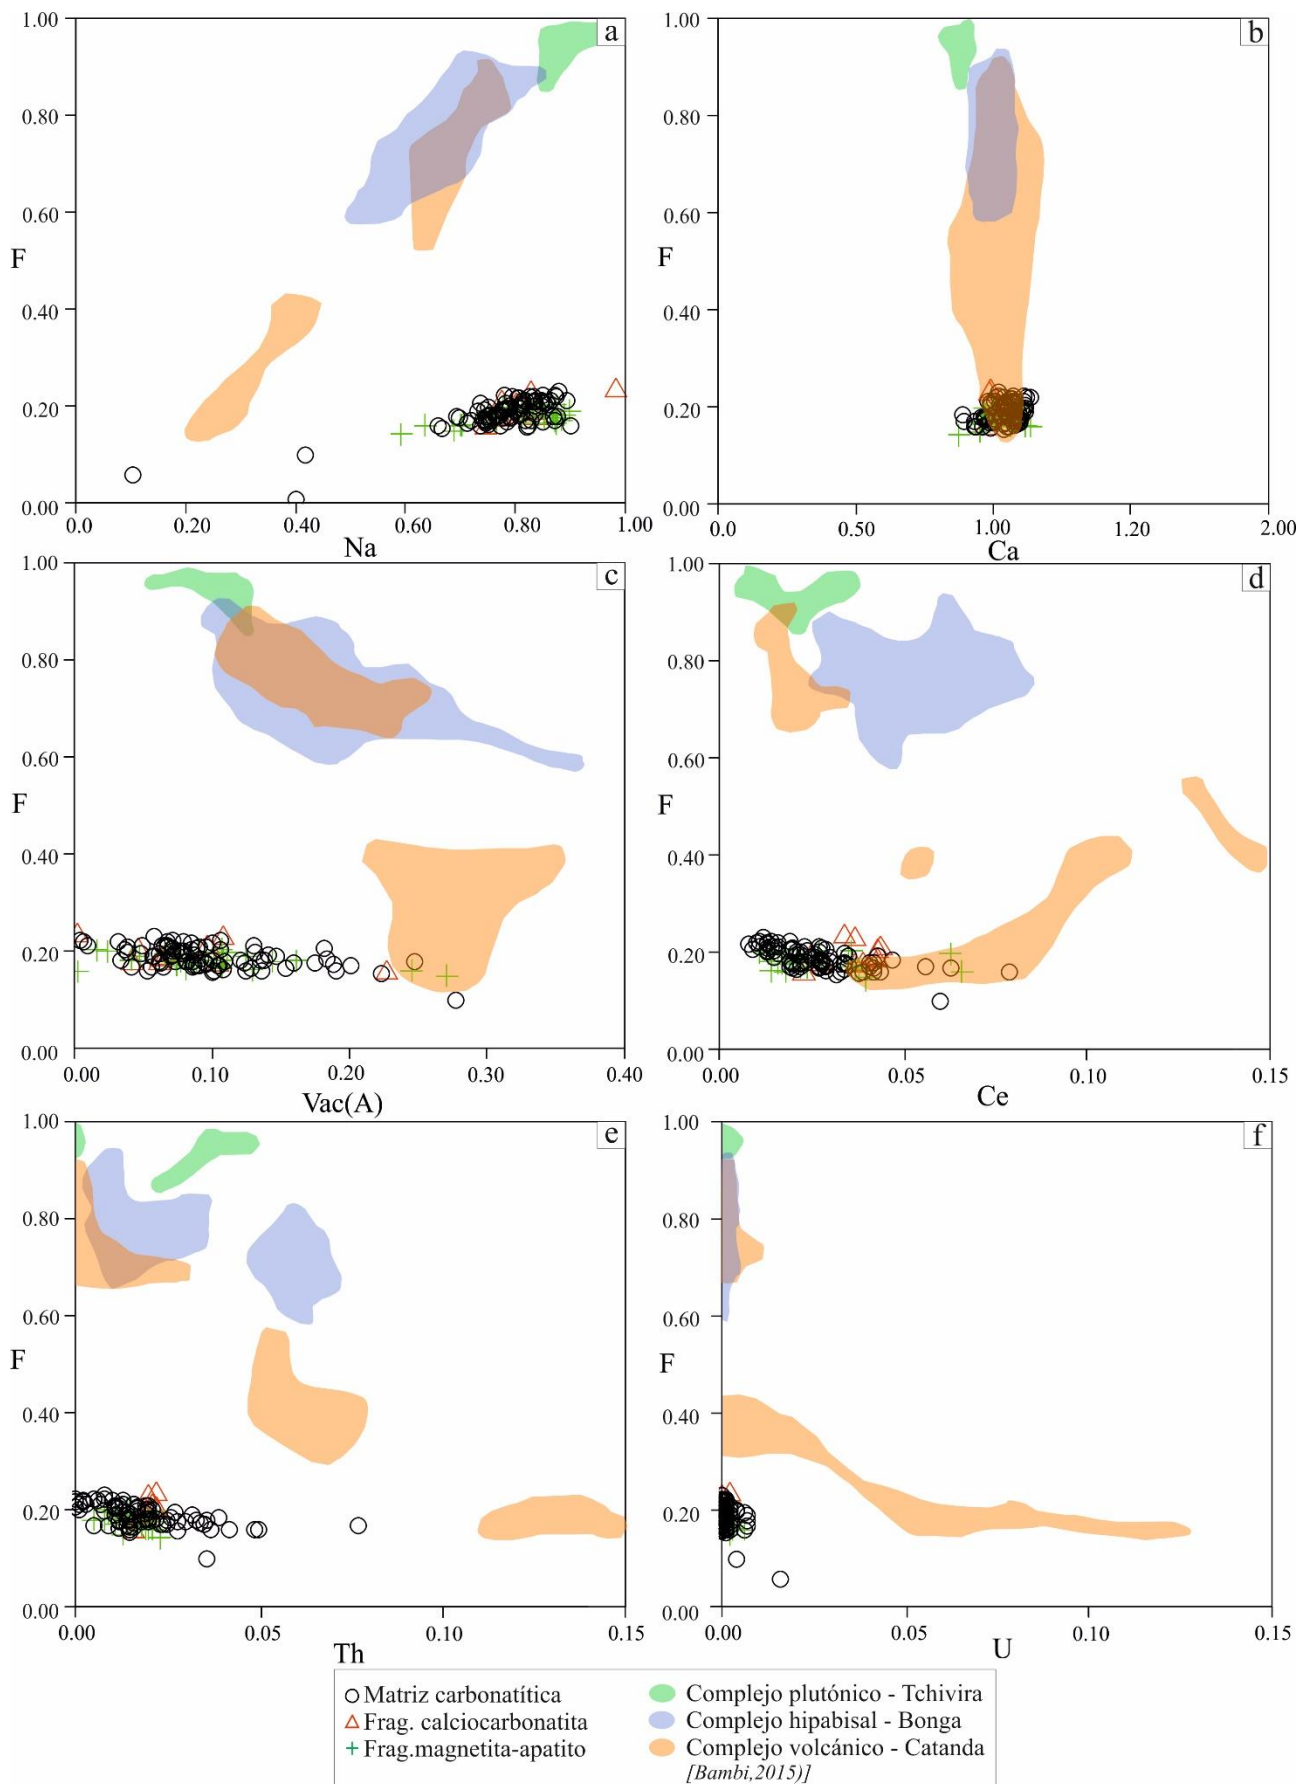 1.00 a 1.00 b
0.80 0.80
0.60 0.60
F F
0.40 0.40
0.20 0.20
0.00 0.00
0.0 0.20 0.40 0.60 0.80 1.00 0.0 0.50 1.00 1.20 2.00
Na Ca
1.00 c 1.00 d
0.80 0.80
0.60 0.60
F F
0.40 0.40
0.20 0.20
0.00 0.00
0.00 0.10 0.20 0.30 0.40 0.00 0.05 0.10 0.15
Vac(A) Ce
1.00 e 1.00 f
0.80 0.80
0.60 0.60
F F
0.40 0.40
0.20 0.20
0.00 0.00
0.00 0.05 0.10 0.15 0.00 0.05 0.10 0.15
Th U
Matriz carbonatítica
Frag. calciocarbonatita
Frag.magnetita-apatito
Complejo plutónico - Tchivira
Complejo hipabisal - Bonga
Complejo volcánico - Catanda
[Bambi,2015)]